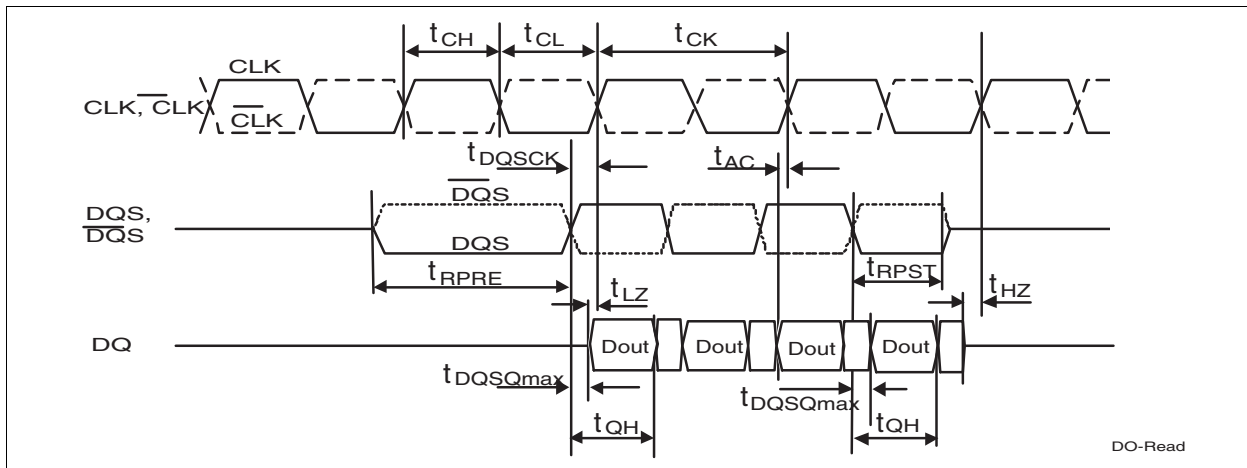 tCH tCL tCK
CLK
CLK, CLK
CLK
tDQSCK tAC
DQS
DQS,
DQS
DQS
tRPRE tRPST
tLZ tHZ
DQ Dout Dout Dout Dout
tDQSQmax tDQSQmax
tQH tQH
DO-Read